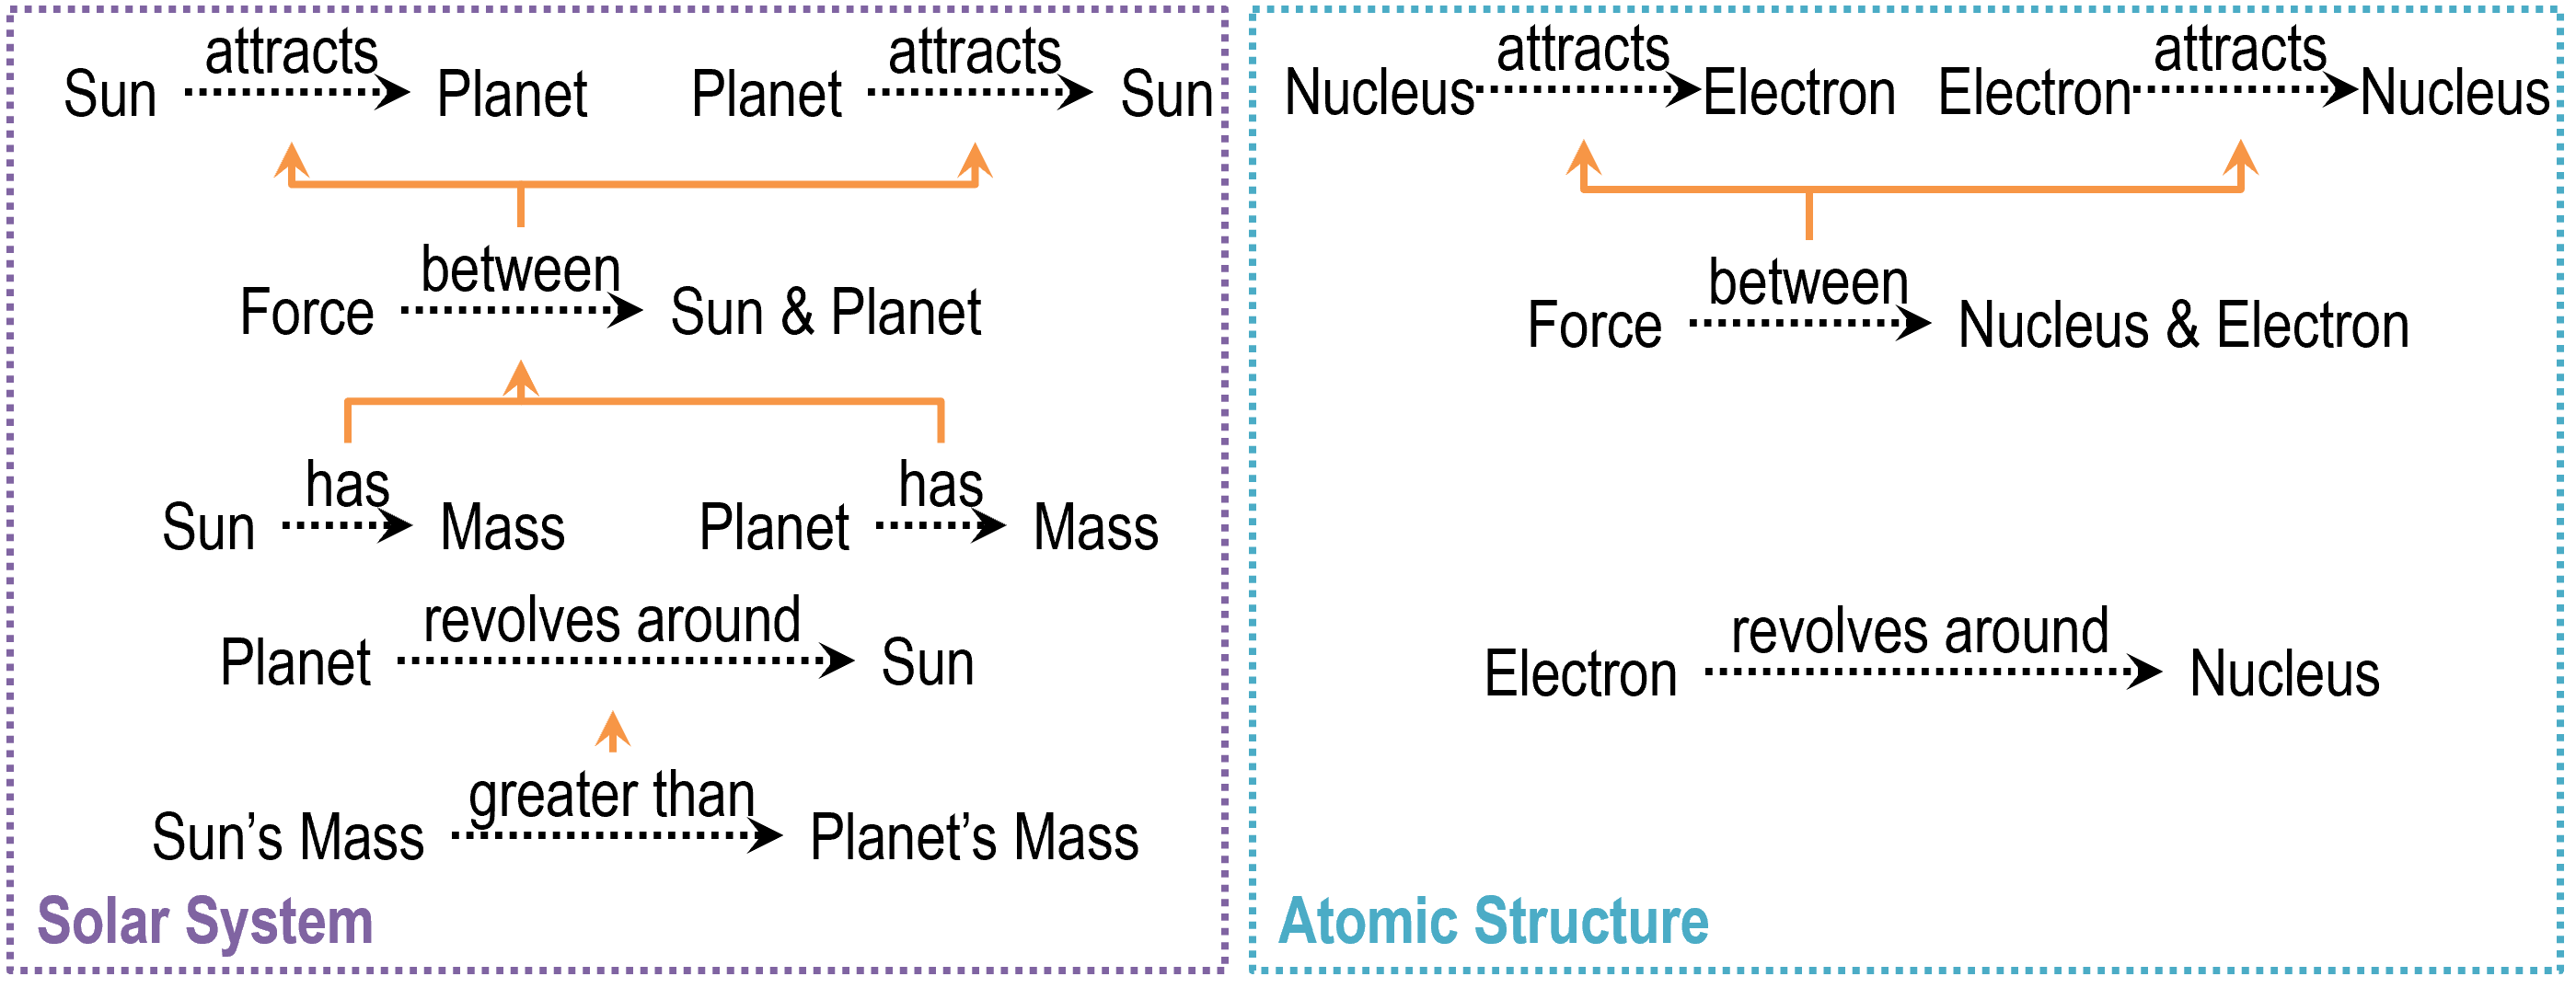 attracts attracts
Sun Planet Planet Sun
between
Force Sun & Planet
has has
Sun Mass Planet Mass
revolves around
Planet Sun
greater than
Sun's Mass Planet's Mass
Solar System
attracts attracts
Nucleus Electron Electron Nucleus
between
Force Nucleus & Electron
revolves around
Electron Nucleus
Atomic Structure